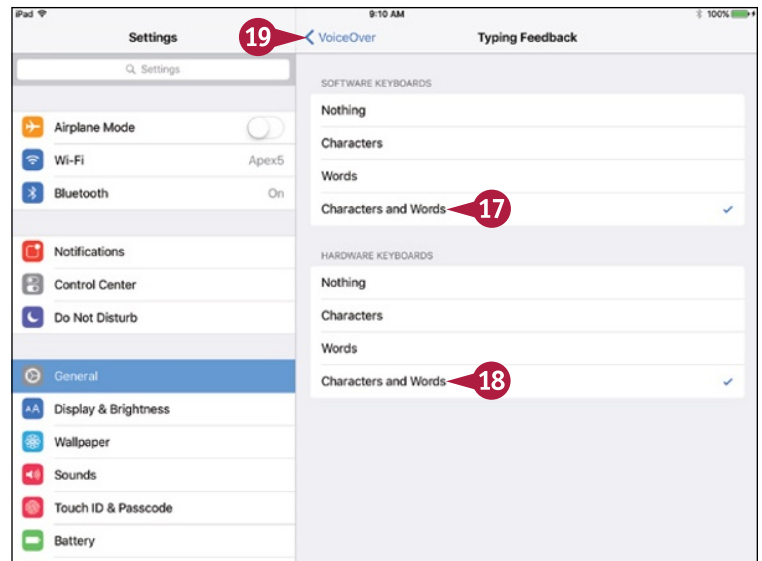 iPad 9:10 AM 100%
Settings
19
VoiceOver
Typing Feedback
Settings
Airplane Mode
Wi-Fi Apex5
Bluetooth On
Notifications
Control Center
Do Not Disturb
General
AA Display & Brightness
Wallpaper
Sounds
Touch ID & Passcode
Battery
SOFTWARE KEYBOARDS
Nothing
Characters
Words
Characters and Words 17
HARDWARE KEYBOARDS
Nothing
Characters
Words
Characters and Words 18